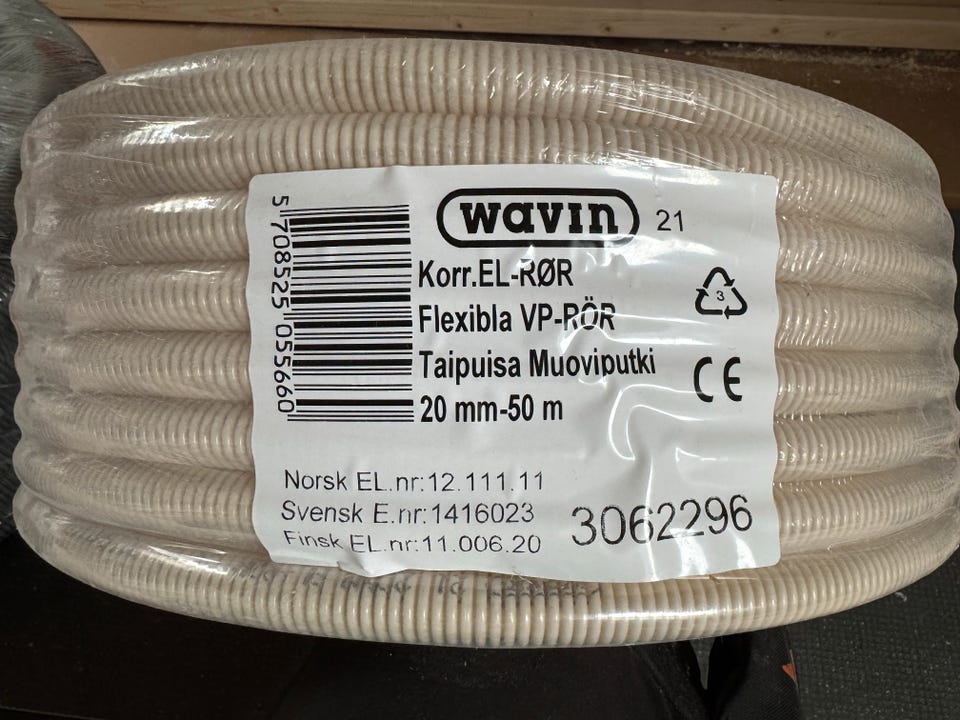 wavin 21
Korr.EL-RØR
Flexibla VP-RÖR
Taipuisa Muoviputki
20 mm-50 m
3
CE
5 708525 055660
Norsk EL.nr:12.111.11
Svensk E.nr:1416023
Finsk EL.nr:11.006.20
3062296